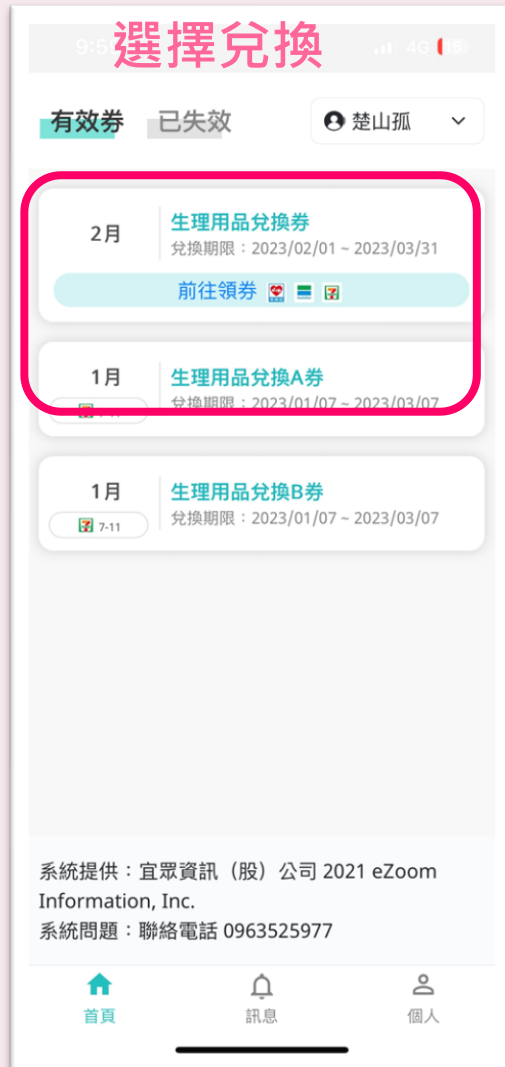 選擇兌換
4G
有效券 已失效 楚山孤
2月 生理用品兌換券
兌換期限：2023/02/01 ~ 2023/03/31
前往領券
1月 生理用品兌換A券
兌換期限：2023/01/07 ~ 2023/03/07
1月 生理用品兌換B券
7-11 兌換期限：2023/01/07 ~ 2023/03/07
系統提供：宜眾資訊（股）公司 2021 eZoom
Information, Inc.
系統問題：聯絡電話 0963525977
首頁 訊息 個人